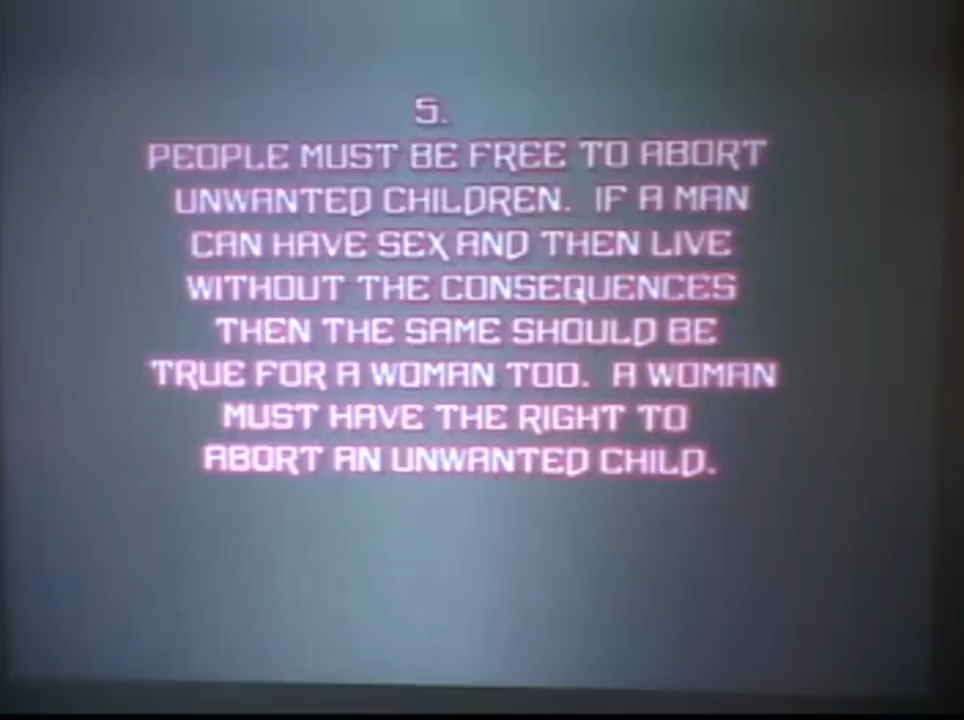 5.
PEOPLE MUST BE FREE TO ABORT
UNWANTED CHILDREN. IF A MAN
CAN HAVE SEX AND THEN LIVE
WITHOUT THE CONSEQUENCES
THEN THE SAME SHOULD BE
TRUE FOR A WOMAN TOO. A WOMAN
MUST HAVE THE RIGHT TO
ABORT AN UNWANTED CHILD.